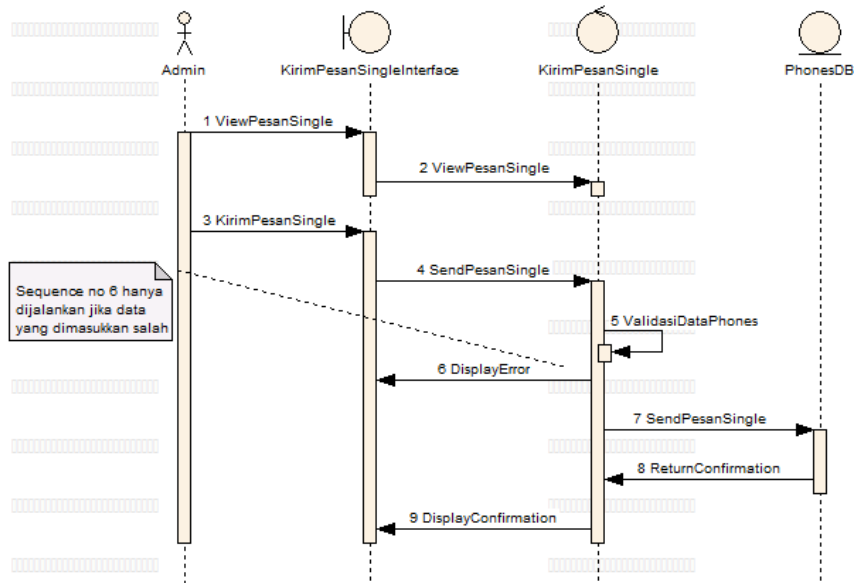 Admin
KirimPesanSingleInterface
KirimPesanSingle
PhonesDB
1 ViewPesanSingle
2 ViewPesanSingle
3 KirimPesanSingle
4 SendPesanSingle
Sequence no 6 hanya
dijalankan jika data
yang dimasukkan salah
5 ValidasiDataPhones
6 DisplayError
7 SendPesanSingle
8 ReturnConfirmation
9 DisplayConfirmation